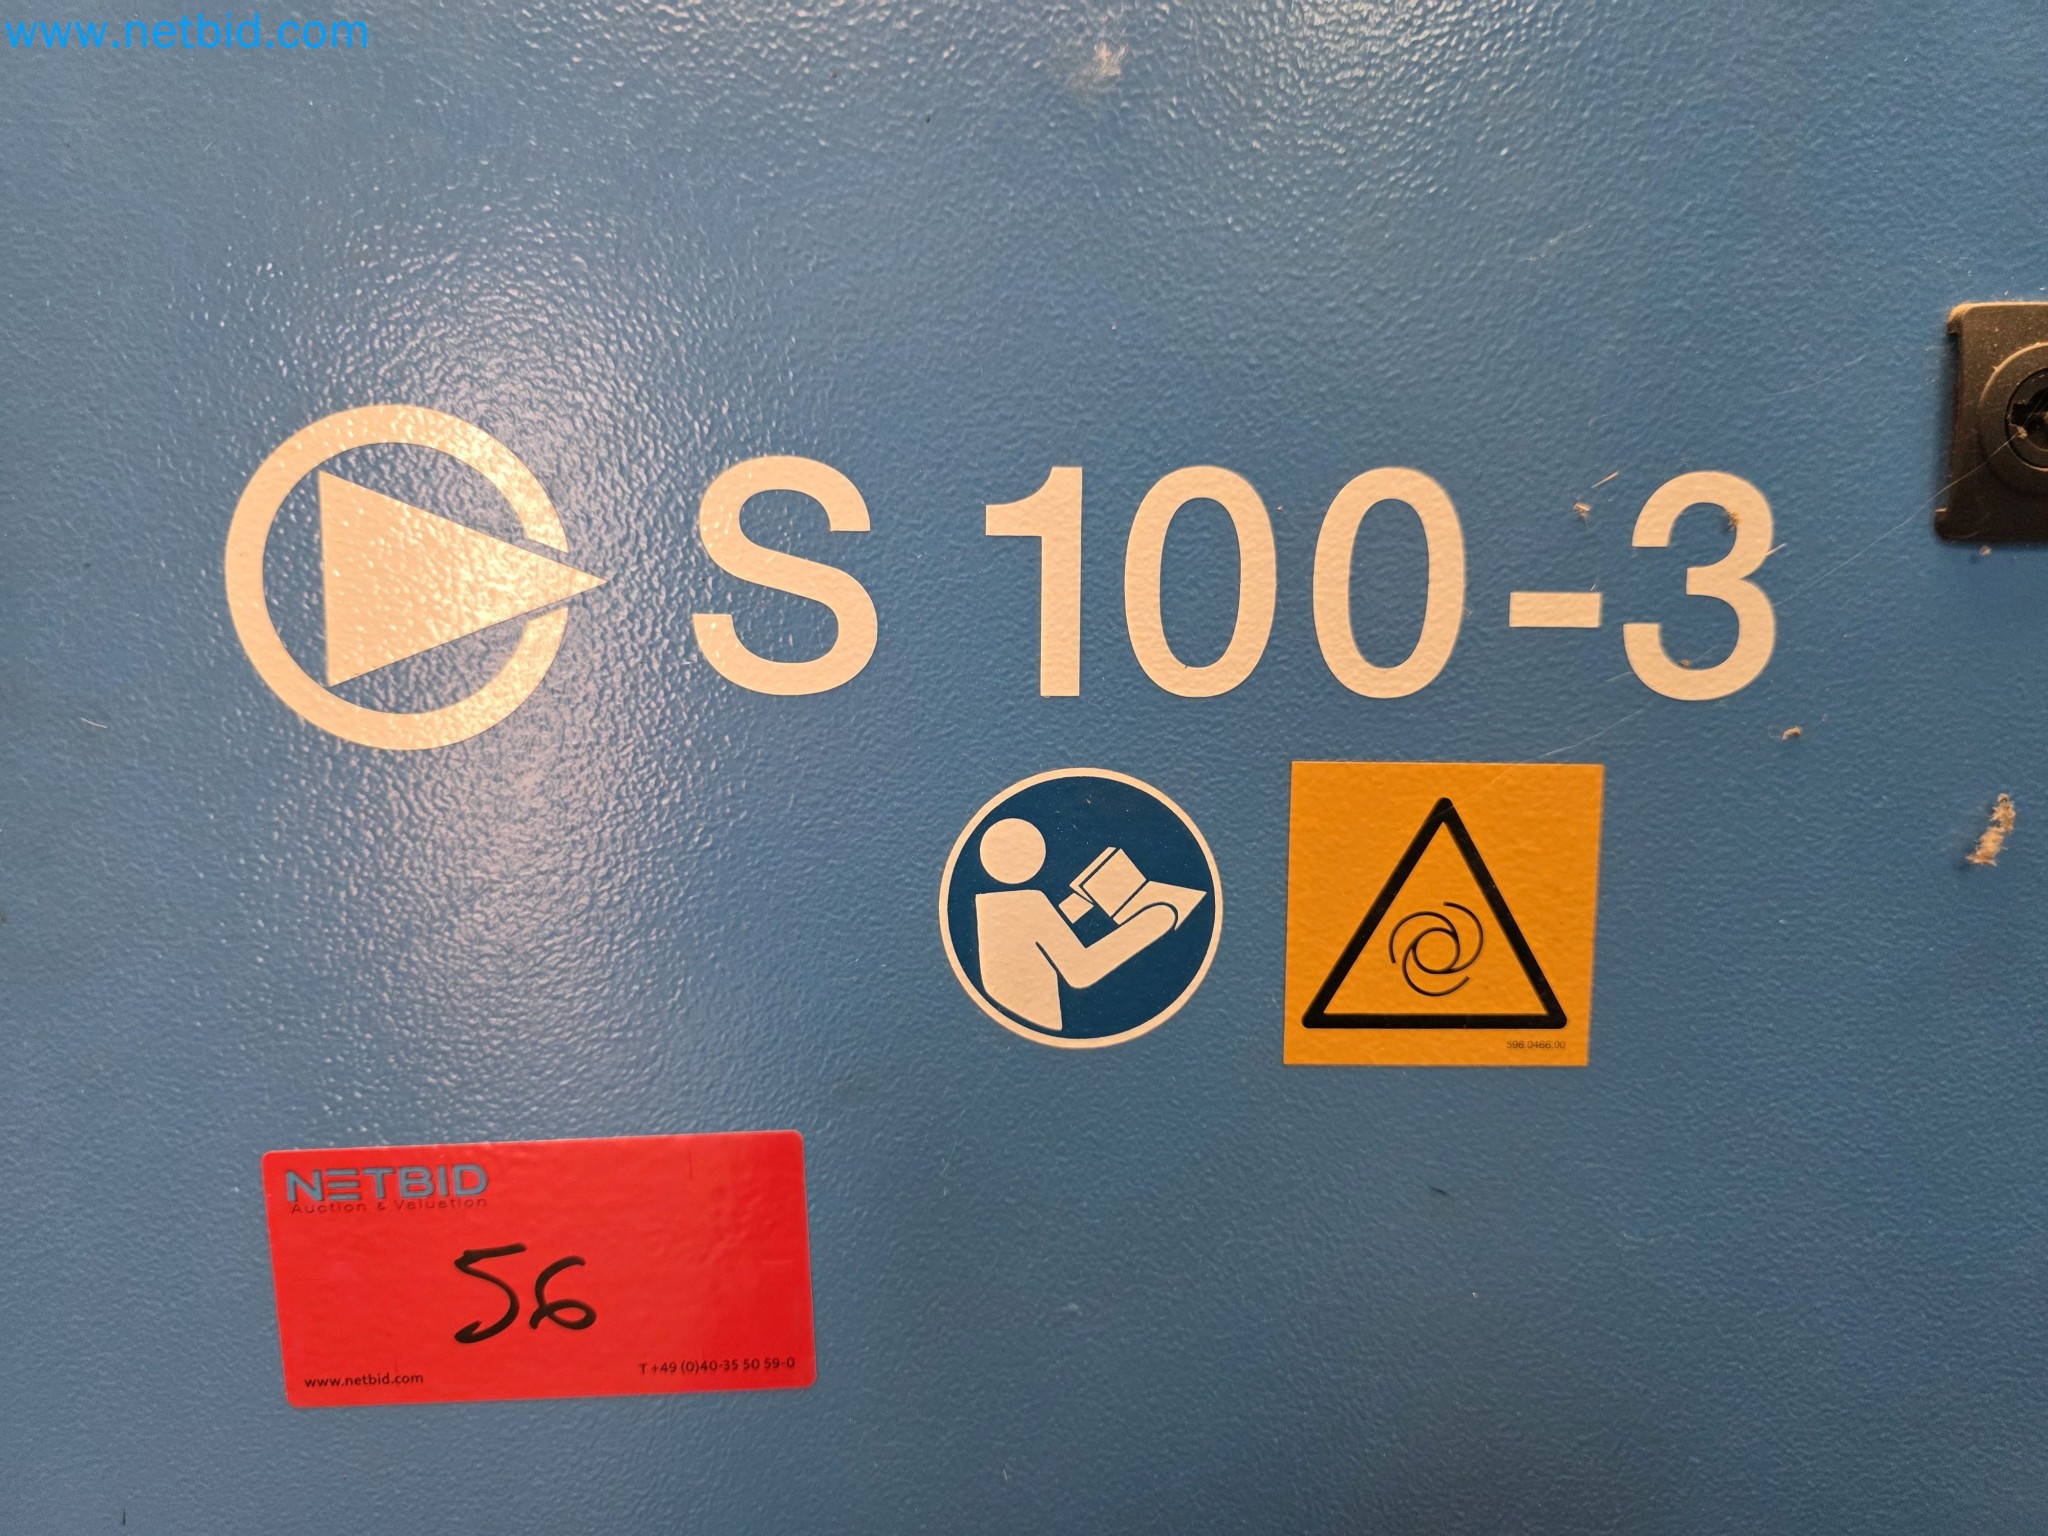 www.netbid.com
S 100-3
596.0466.00
NETBID
Auction & Valuation
56
www.netbid.com
T +49 (0)40-35 50 59-0